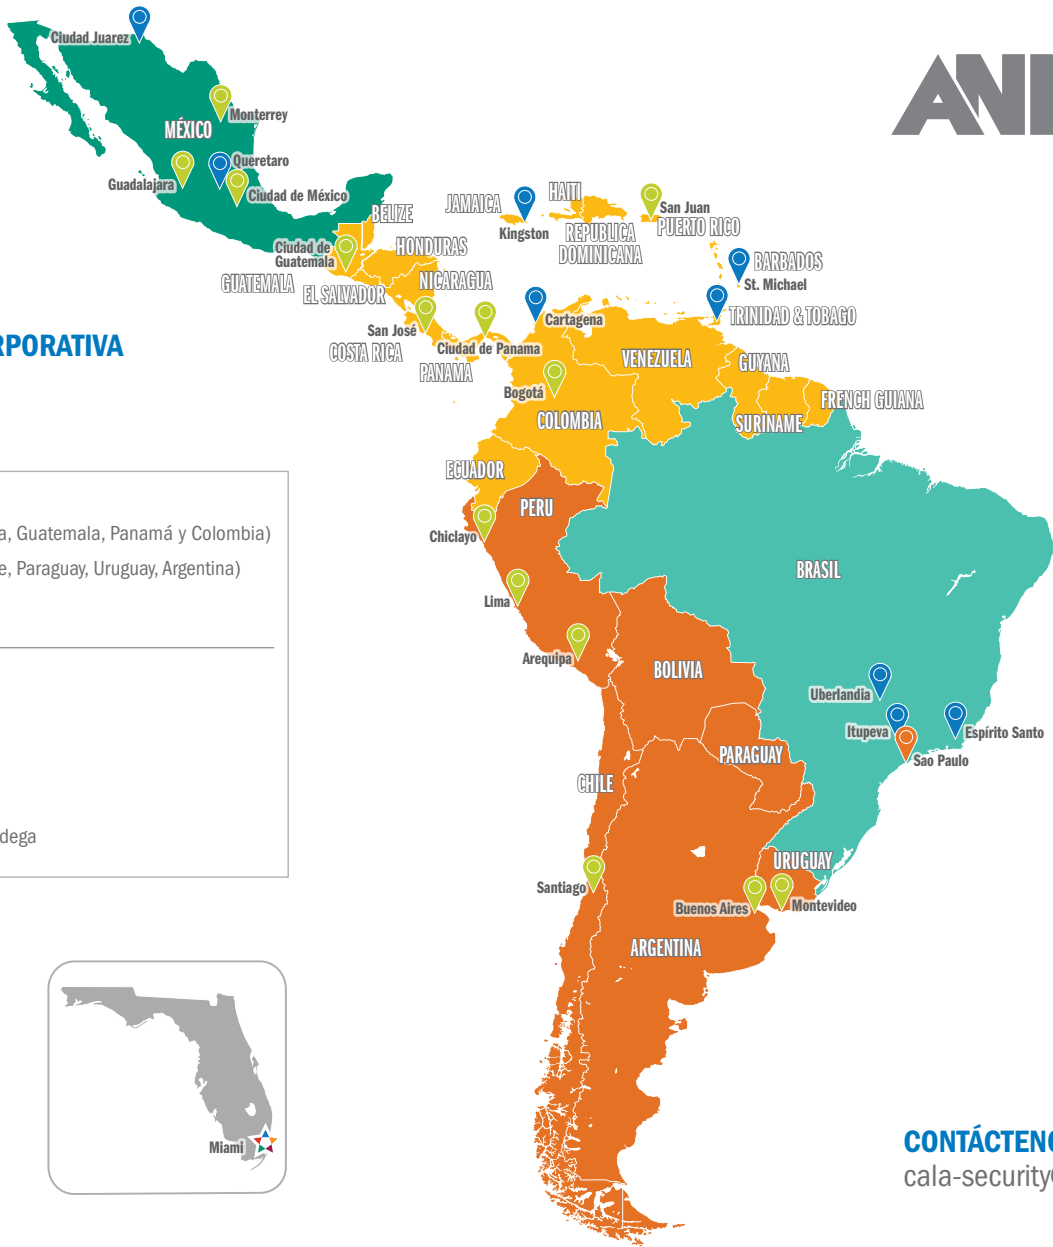 Ciudad Juarez
Monterrey
MÉXICO
Queretaro
Guadalajara
Ciudad de México
BELIZE
JAMAICA
HAITI
San Juan
Kingston
REPUBLICA
DOMINICANA
PUERTO RICO
Ciudad de
Guatemala
HONDURAS
GUATEMALA
EL SALVADOR
NICARAGUA
BARBADOS
St. Michael
TRINIDAD & TOBAGO
San José
COSTA RICA
Ciudad de Panama
PANAMA
Cartagena
VENEZUELA
GUYANA
FRENCH GUIANA
SURINAME
Bogotá
COLOMBIA
ECUADOR
PERU
Chiclayo
Lima
Arequipa
BRASIL
BOLIVIA
Uberlandia
Itupeva
Espírito Santo
Sao Paulo
PARAGUAY
CHILE
URUGUAY
Santiago
Buenos Aires
Montevideo
ARGENTINA
RPORATIVA
a, Guatemala, Panamá y Colombia)
e, Paraguay, Uruguay, Argentina)
dega
Miami
ANI
CONTÁCTEN
cala-security